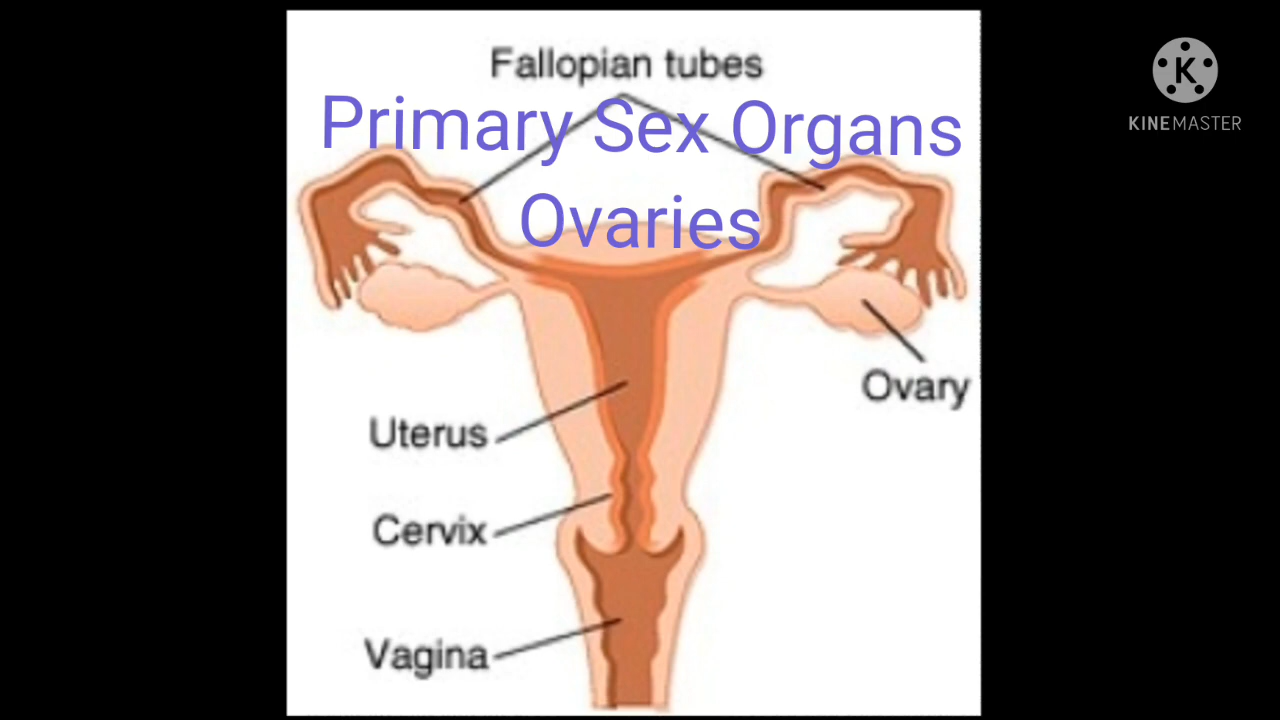 Fallopian tubes
Primary Sex Organs
Ovaries
Ovary
Uterus
Cervix
Vagina
K
KINEMASTER